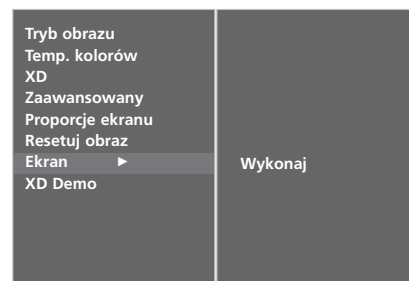 Tryb obrazu
Temp. kolorów
XD
Zaawansowany
Proporcje ekranu
Resetuj obraz
Ekran ►
Wykonaj
XD Demo